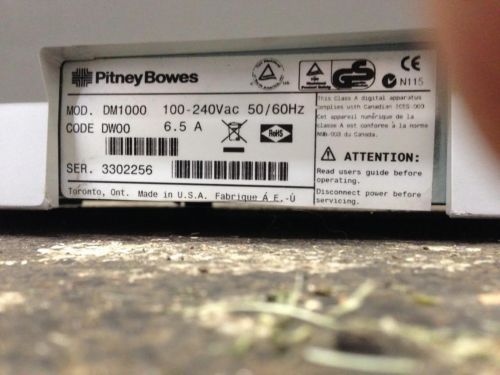 Pitney Bowes
MOD. DM1000 100-240Vac 50/60Hz
CODE DW00 6.5 A
RoHS
SER. 3302256
Toronto, Ont. Made in U.S.A. Fabrique Á E.-Ù
N115
This Class A digital apparatus
complies with Canadian ICES-003
Cet appareil numérique de la
classe A est conforme à la norme
NMB-003 du Canada.
ATTENTION:
Read users guide before
operating.
Disconnect power before
servicing.